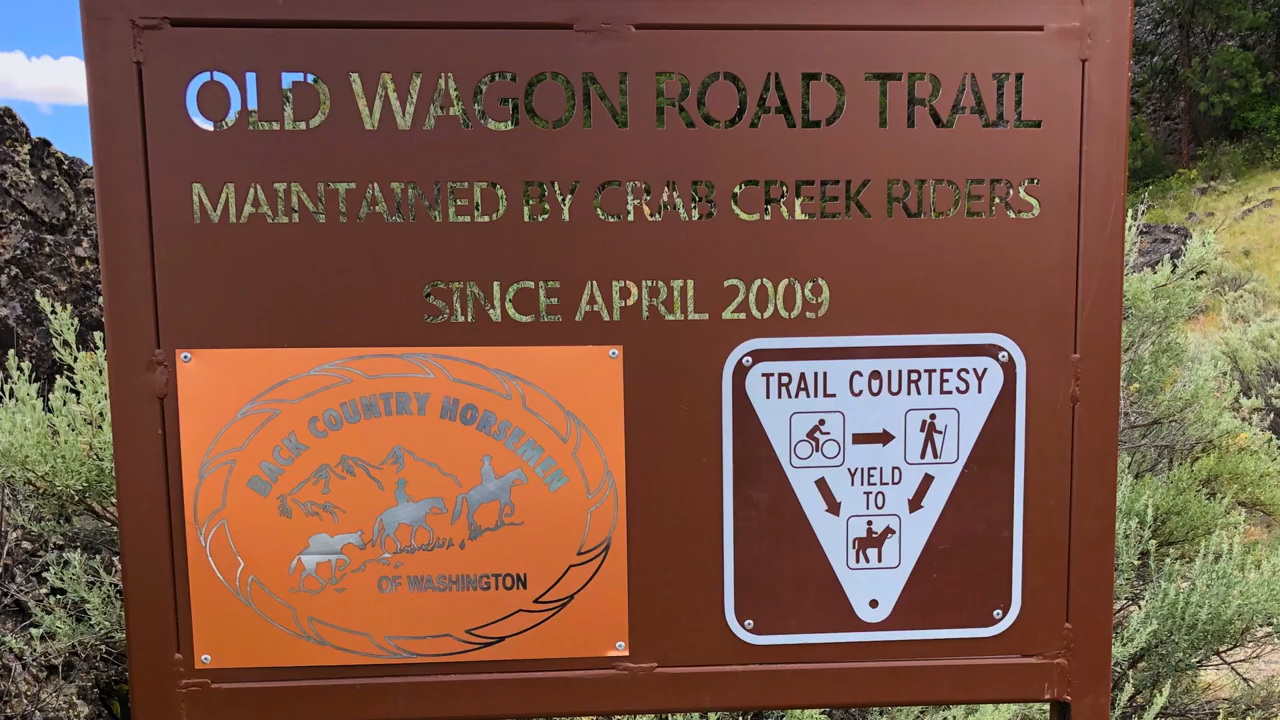 OLD WAGON ROAD TRAIL
MAINTAINED BY CRAB CREEK RIDERS
SINCE APRIL 2009
BACK COUNTRY HORSEMEN
OF WASHINGTON
TRAIL COURTESY
YIELD
TO